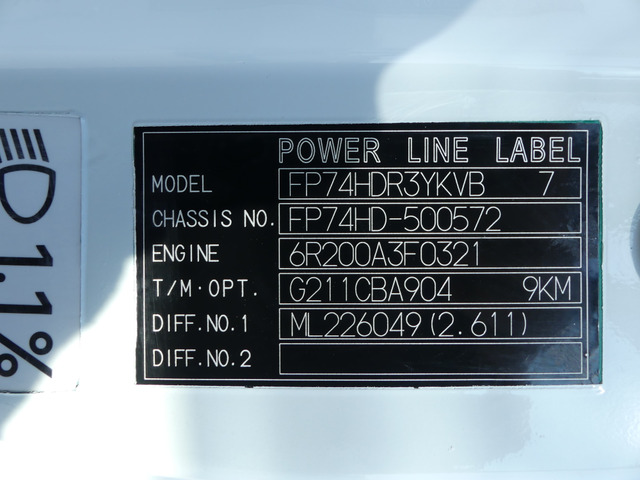 POWER LINE LABEL
MODEL FP74HDR3YKVB 7
CHASSIS NO. FP74HD-500572
ENGINE 6R200A3F0321
T/M·OPT. G211CBA904 9KM
DIFF.NO.1 ML226049(2.611)
DIFF.NO.2
1.1%